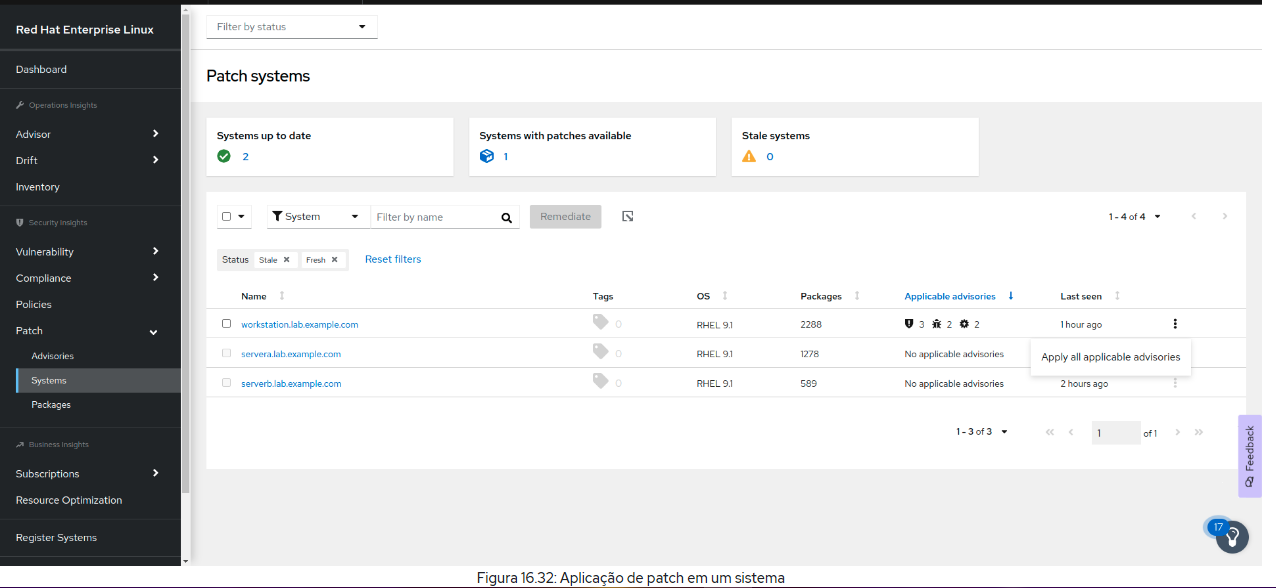 Red Hat Enterprise Linux
Dashboard
Operations Insights
Advisor
Drift
Inventory
Security Insights
Vulnerability
Compliance
Policies
Patch
Advisories
Systems
Packages
Business Insights
Subscriptions
Resource Optimization
Register Systems
Filter by status
Patch systems
Systems up to date
2
Systems with patches available
1
Stale systems
0
System Filter by name Remediate 1 - 4 of 4
Status Stale Fresh Reset filters
Name Tags OS Packages Applicable advisories Last seen
workstation.lab.example.com 0 RHEL 9.1 2288 3 2 2 1 hour ago
servera.lab.example.com 0 RHEL 9.1 1278 No applicable advisories
Apply all applicable advisories
serverb.lab.example.com 0 RHEL 9.1 589 No applicable advisories 2 hours ago
1 - 3 of 3 1 of 1
Feedback
17
Figura 16.32: Aplicação de patch em um sistema